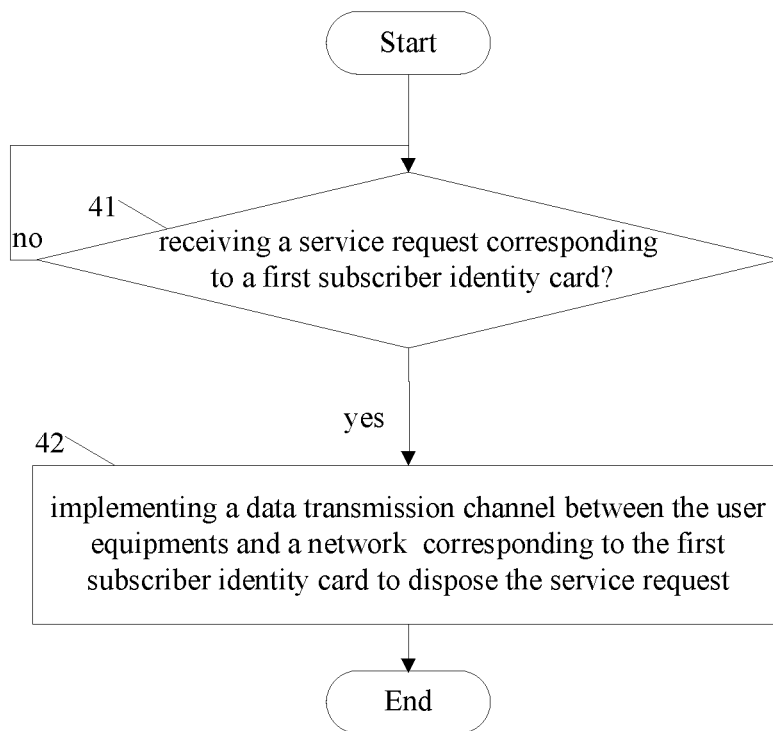 Start
41
no
receiving a service request corresponding
to a first subscriber identity card?
yes
42
implementing a data transmission channel between the user
equipments and a network corresponding to the first
subscriber identity card to dispose the service request
End